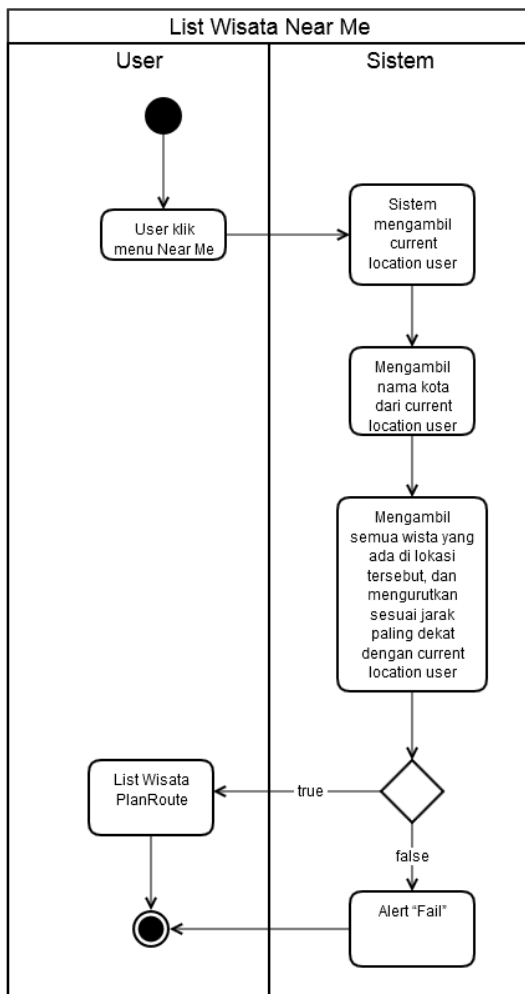 List Wisata Near Me
User
Sistem
User klik
menu Near Me
Sistem
mengambil
current
location user
Mengambil
nama kota
dari current
location user
Mengambil
semua wista yang
ada di lokasi
tersebut, dan
mengurutkan
sesuai jarak
paling dekat
dengan current
location user
true
List Wisata
PlanRoute
false
Alert “Fail”